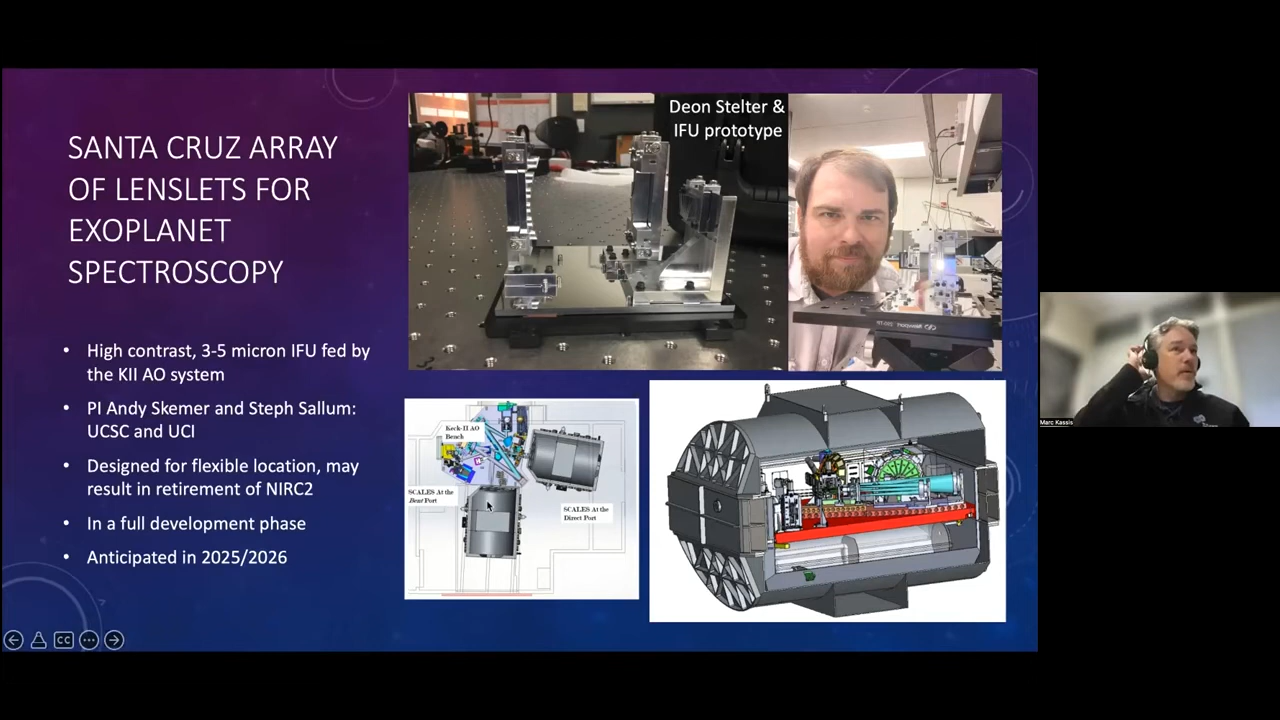 SANTA CRUZ ARRAY
OF LENSLETS FOR
EXOPLANET
SPECTROSCOPY
• High contrast, 3-5 micron IFU fed by
the KII AO system
• PI Andy Skemer and Steph Sallum:
UCSC and UCI
• Designed for flexible location, may
result in retirement of NIRC2
• In a full development phase
• Anticipated in 2025/2026
Deon Stelter &
IFU prototype
Keck-II AO
Bench
SCALES At the
Bent Port
SCALES At the
Direct Port
CC
Marc Kassis